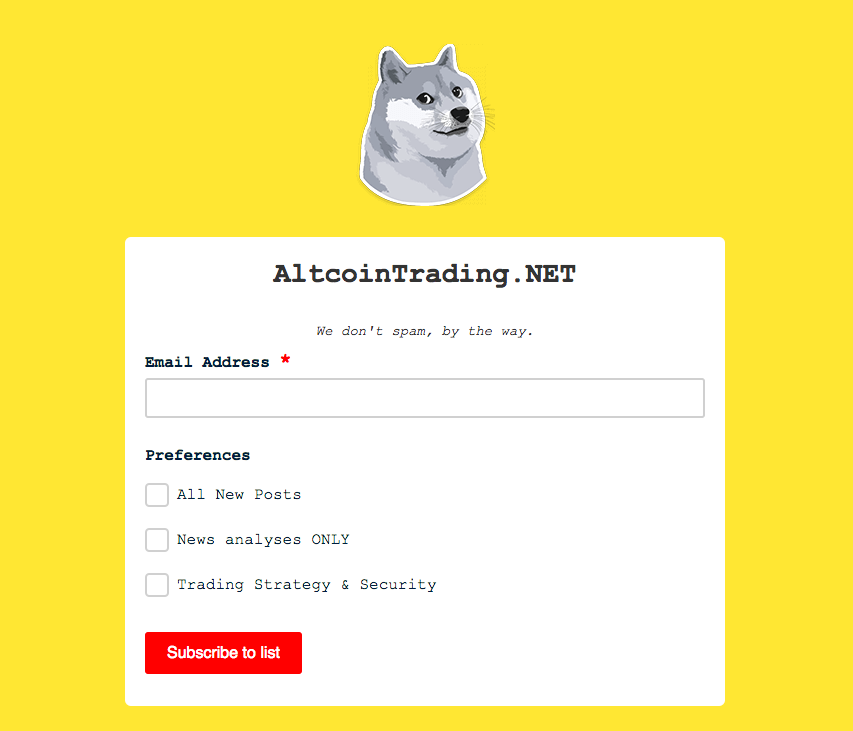 AltcoinTrading.NET
We don't spam, by the way.
Email Address *
Preferences
All New Posts
News analyses ONLY
Trading Strategy & Security
Subscribe to list